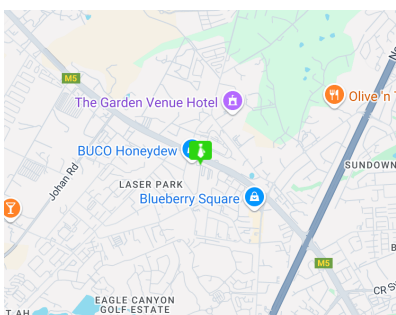 M5
The Garden Venue Hotel
Olive 'n
BUCO Honeydew
SUNDOWN
Johan Rd
LASER PARK
Blueberry Square
M5
CR
EAGLE CANYON
GOLF ESTATE
T AH